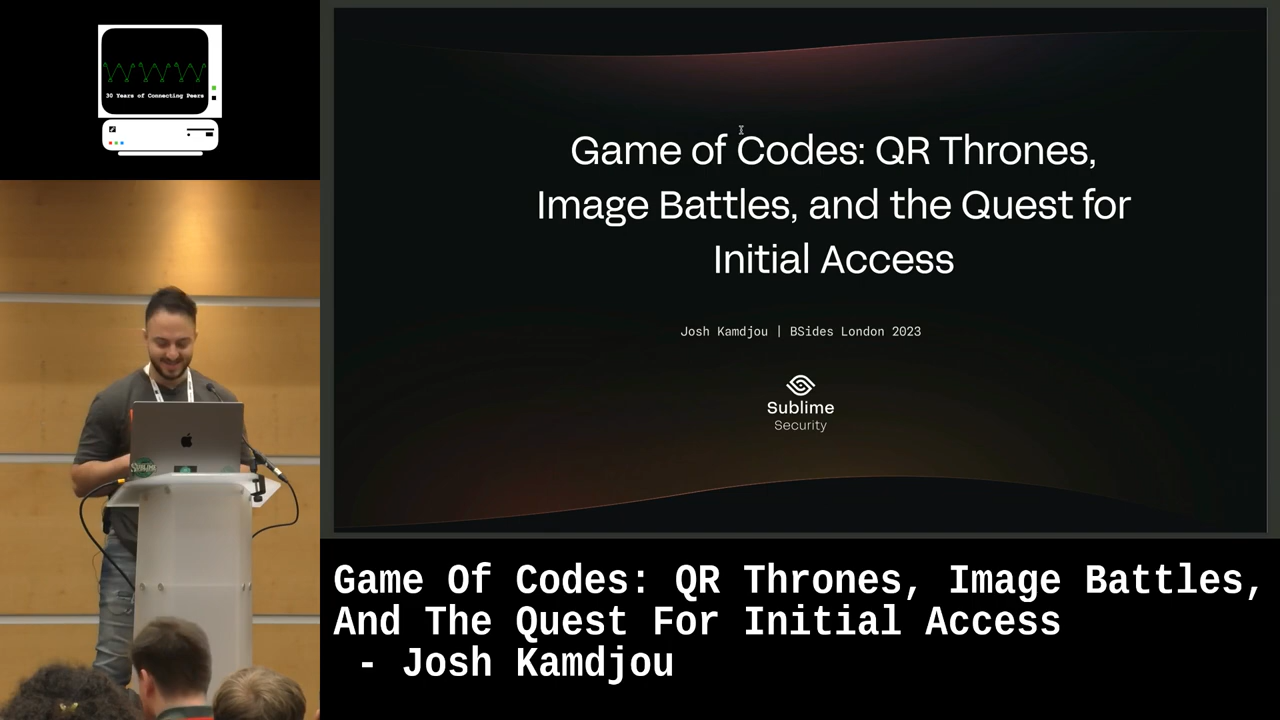 30 Years of Connecting Peers
Game of Codes: QR Thrones,
Image Battles, and the Quest for
Initial Access
Josh Kamdjou | BSides London 2023
Sublime
Security
SUBLIME
Game Of Codes: QR Thrones, Image Battles,
And The Quest For Initial Access
- Josh Kamdjou